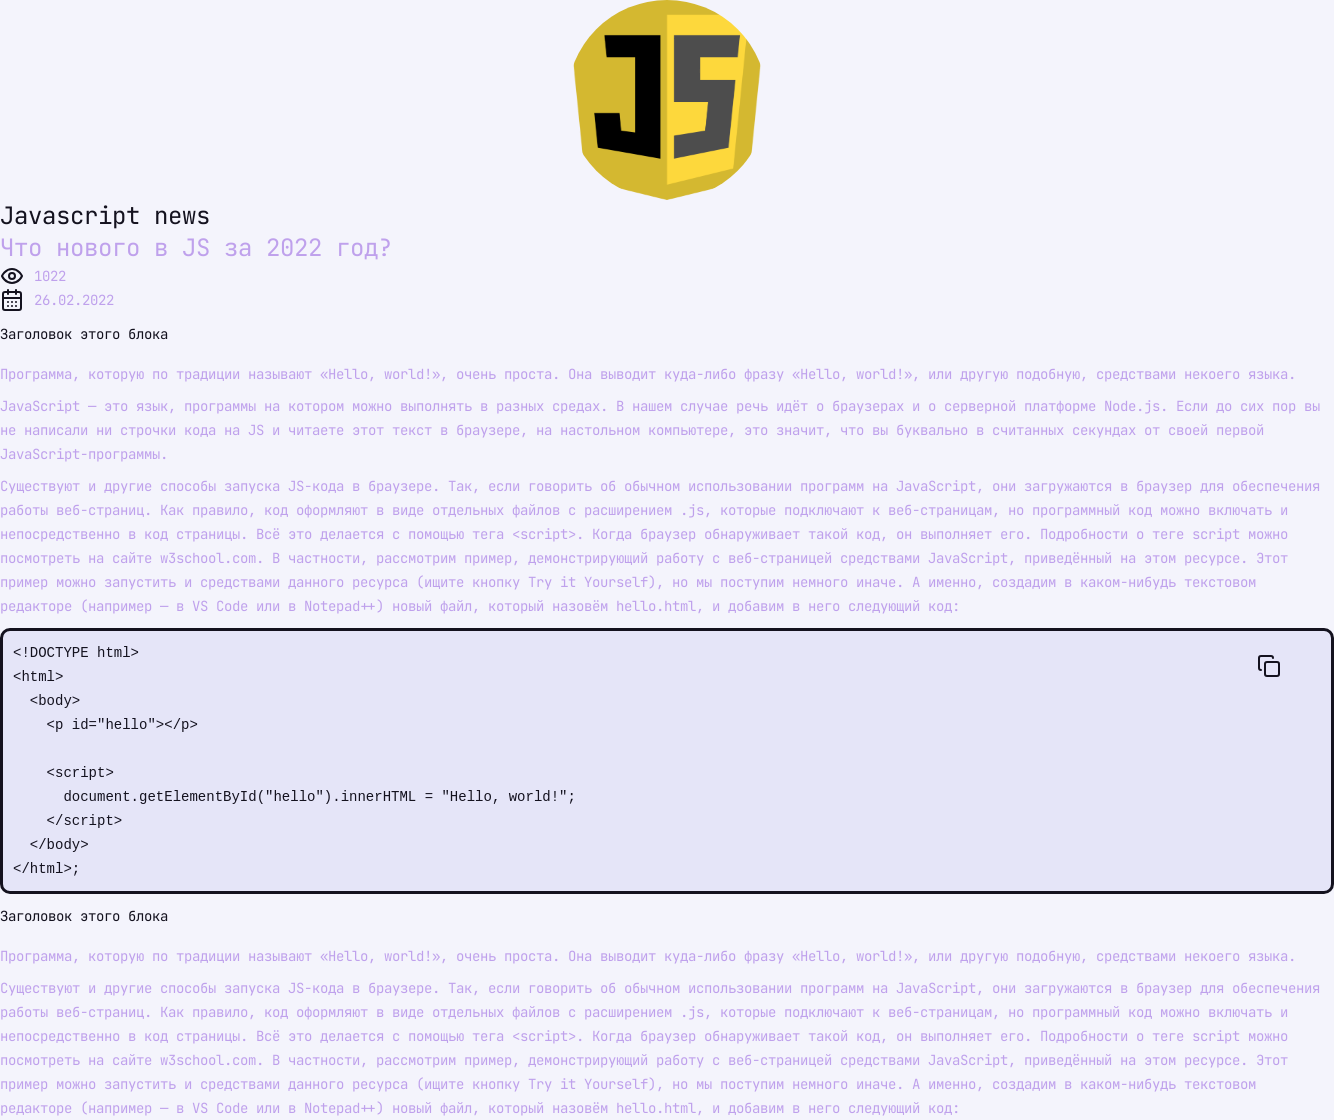 JS
Javascript news
Что нового в JS за 2022 год?
1022
26.02.2022
Заголовок этого блока
Программа, которую по традиции называют «Hello, world!», очень проста. Она выводит куда-либо фразу «Hello, world!», или другую подобную, средствами некоего языка.
JavaScript — это язык, программы на котором можно выполнять в разных средах. В нашем случае речь идёт о браузерах и о серверной платформе Node.js. Если до сих пор вы
не написали ни строчки кода на JS и читаете этот текст в браузере, на настольном компьютере, это значит, что вы буквально в считанных секундах от своей первой
JavaScript-программы.
Существуют и другие способы запуска JS-кода в браузере. Так, если говорить об обычном использовании программ на JavaScript, они загружаются в браузер для обеспечения
работы веб-страниц. Как правило, код оформляют в виде отдельных файлов с расширением .js, которые подключают к веб-страницам, но программный код можно включать и
непосредственно в код страницы. Всё это делается с помощью тега <script>. Когда браузер обнаруживает такой код, он выполняет его. Подробности о теге script можно
посмотреть на сайте w3school.com. В частности, рассмотрим пример, демонстрирующий работу с веб-страницей средствами JavaScript, приведённый на этом ресурсе. Этот
пример можно запустить и средствами данного ресурса (ищите кнопку Try it Yourself), но мы поступим немного иначе. А именно, создадим в каком-нибудь текстовом
редакторе (например — в VS Code или в Notepad++) новый файл, который назовём hello.html, и добавим в него следующий код:
<!DOCTYPE html>
<html>
  <body>
    <p id="hello"></p>
    <script>
      document.getElementById("hello").innerHTML = "Hello, world!";
    </script>
  </body>
</html>;
Заголовок этого блока
Программа, которую по традиции называют «Hello, world!», очень проста. Она выводит куда-либо фразу «Hello, world!», или другую подобную, средствами некоего языка.
Существуют и другие способы запуска JS-кода в браузере. Так, если говорить об обычном использовании программ на JavaScript, они загружаются в браузер для обеспечения
работы веб-страниц. Как правило, код оформляют в виде отдельных файлов с расширением .js, которые подключают к веб-страницам, но программный код можно включать и
непосредственно в код страницы. Всё это делается с помощью тега <script>. Когда браузер обнаруживает такой код, он выполняет его. Подробности о теге script можно
посмотреть на сайте w3school.com. В частности, рассмотрим пример, демонстрирующий работу с веб-страницей средствами JavaScript, приведённый на этом ресурсе. Этот
пример можно запустить и средствами данного ресурса (ищите кнопку Try it Yourself), но мы поступим немного иначе. А именно, создадим в каком-нибудь текстовом
редакторе (например — в VS Code или в Notepad++) новый файл, который назовём hello.html, и добавим в него следующий код: